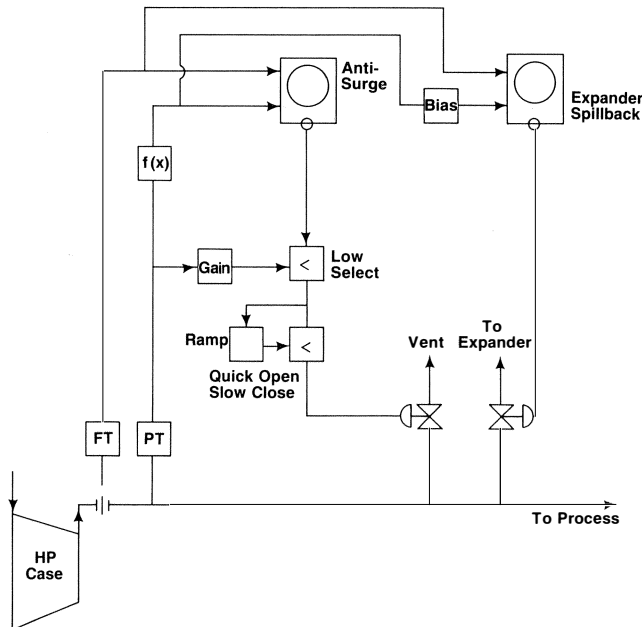 Anti-
Surge
Bias
Expander
Spillback
f(x)
Gain
<
Low
Select
Ramp
<
Quick Open
Slow Close
Vent
To
Expander
FT
PT
To Process
HP
Case